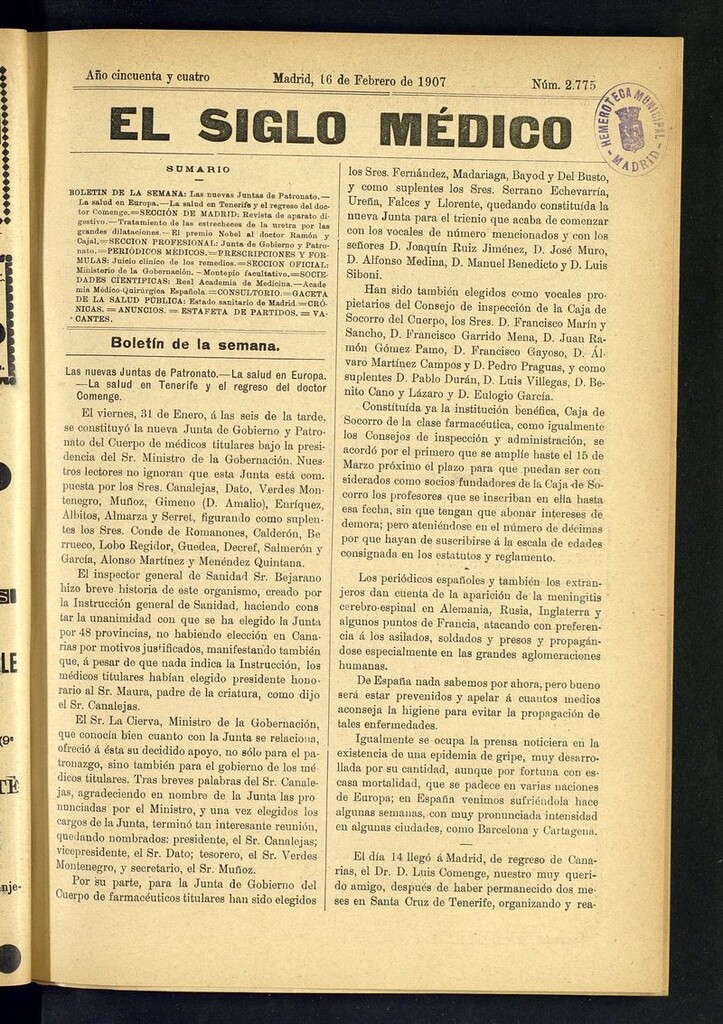 Año cincuenta y cuatro
Madrid, 16 de Febrero de 1907
Núm. 2.775
EL SIGLO MÉDICO
HEMEROTECA MUNICIPAL
MADRID
SUMARIO
BOLETIN DE LA SEMANA: Las nuevas Juntas de Patronato.—
La salud en Europa.—La salud en Tenerife y el regreso del doc-
tor Comenge.=SECCIÓN DE MADRID: Revista de aparato di-
gestivo.—Tratamiento de las estrecheces de la uretra por las
grandes dilataciones.—El premio Nobel al doctor Ramón y
Cajal.=SECCION PROFESIONAL: Junta de Gobierno y Patro-
nato.=PERIÓDICOS MÉDICOS.=PRESCRIPCIONES Y FOR-
MULAS: Juicio clínico de los remedios.=SECCION OFICIAL:
Ministerio de la Gobernación. - Montepío facultativo.=SOCIE-
DADES CIENTIFICAS: Real Academia de Medicina.—Acade
mia Médico-Quirúrgica Española.=CONSULTORIO.=GACETA
DE LA SALUD PÚBLICA: Estado sanitario de Madrid.=CRÓ-
NICAS. = ANUNCIOS. = ESTAFETA DE PARTIDOS. = VA-
CANTES.
Boletín de la semana.
Las nuevas Juntas de Patronato.—La salud en Europa.
—La salud en Tenerife y el regreso del doctor
Comenge.
El viernes, 31 de Enero, á las seis de la tarde,
se constituyó la nueva Junta de Gobierno y Patro-
nato del Cuerpo de médicos titulares bajo la presi-
dencia del Sr. Ministro de la Gobernación. Nues-
tros lectores no ignoran que esta Junta está com-
puesta por los Sres. Canalejas, Dato, Verdes Mon-
tenegro, Muñoz, Gimeno (D. Amalio), Enríquez,
Albitos, Almarza y Serret, figurando como suplen-
tes los Sres. Conde de Romanones, Calderón, Be
rrueco, Lobo Regidor, Guedea, Decref, Salmerón y
García, Alonso Martínez y Menéndez Quintana.
El inspector general de Sanidad Sr. Bejarano
hizo breve historia de este organismo, creado por
la Instrucción general de Sanidad, haciendo cons
tar la unanimidad con que se ha elegido la Junta
por 48 provincias, no habiendo elección en Cana-
rias por motivos justificados, manifestando también
que, á pesar de que nada indica la Instrucción, los
médicos titulares habían elegido presidente hono-
rario al Sr. Maura, padre de la criatura, como dijo
el Sr. Canalejas.
El Sr. La Cierva, Ministro de la Gobernación,
que conocía bien cuanto con la Junta se relaciona,
ofreció á ésta su decidido apoyo, no sólo para el pa-
tronazgo, sino también para el gobierno de los mé-
dicos titulares. Tras breves palabras del Sr. Canale-
jas, agradeciendo en nombre de la Junta las pro
nunciadas por el Ministro, y una vez elegidos los
cargos de la Junta, terminó tan interesante reunión,
quedando nombrados: presidente, el Sr. Canalejas;
vicepresidente, el Sr. Dato; tesorero, el Sr. Verdes
Montenegro, y secretario, el Sr. Muñoz.
Por su parte, para la Junta de Gobierno del
Cuerpo de farmacéuticos titulares han sido elegidos
los Sres. Fernández, Madariaga, Bayod y Del Busto,
y como suplentes los Sres. Serrano Echevarría,
Ureña, Falces y Llorente, quedando constituída la
nueva Junta para el trienio que acaba de comenzar
con los vocales de número mencionados y con los
señores D. Joaquín Ruiz Jiménez, D. José Muro,
D. Alfonso Medina, D. Manuel Benedicto y D. Luis
Siboni.
Han sido también elegidos como vocales pro-
pietarios del Consejo de inspección de la Caja de
Socorro del Cuerpo, los Sres. D. Francisco Marín y
Sancho, D. Francisco Garrido Mena, D. Juan Ra-
món Gómez Pamo, D. Francisco Gayoso, D. Ál-
varo Martínez Campos y D. Pedro Praguas, y como
suplentes D. Pablo Durán, D. Luis Villegas, D. Be-
nito Cano y Lázaro y D. Eulogio García.
Constituída ya la institución benéfica, Caja de
Socorro de la clase farmacéutica, como igualmente
los Consejos de inspección y administración, se
acordó por el primero que se amplíe hasta el 15 de
Marzo próximo el plazo para que puedan ser con
siderados como socios fundadores de la Caja de So-
corro los profesores que se inscriban en ella hasta
esa fecha, sin que tengan que abonar intereses de
demora; pero ateniéndose en el número de décimas
por que hayan de suscribirse á la escala de edades
consignada en los estatutos y reglamento.
Los periódicos españoles y también los extran-
jeros dan cuenta de la aparición de la meningitis
cerebro-espinal en Alemania, Rusia, Inglaterra y
algunos puntos de Francia, atacando con preferen-
cia á los asilados, soldados y presos y propagán-
dose especialmente en las grandes aglomeraciones
humanas.
De España nada sabemos por ahora, pero bueno
será estar prevenidos y apelar á cuantos medios
aconseja la higiene para evitar la propagación de
tales enfermedades.
Igualmente se ocupa la prensa noticiera en la
existencia de una epidemia de gripe, muy desarro-
llada por su cantidad, aunque por fortuna con es-
casa mortalidad, que se padece en varias naciones
de Europa; en España venimos sufriéndola hace
algunas semanas, con muy pronunciada intensidad
en algunas ciudades, como Barcelona y Cartagena.
El día 14 llegó á Madrid, de regreso de Cana-
rias, el Dr. D. Luis Comenge, nuestro muy queri-
do amigo, después de haber permanecido dos me-
ses en Santa Cruz de Tenerife, organizando y rea-